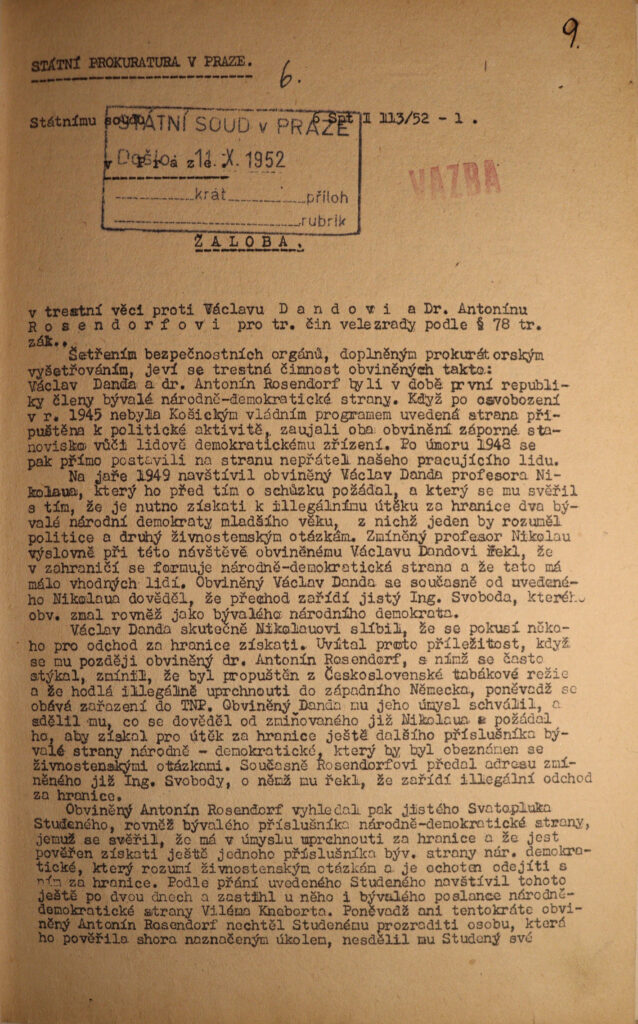 9.
STÁTNÍ PROKURATURA V PRAZE.
6.
Státnímu soudu 6 Spt I 113/52 - 1 .
STÁTNÍ SOUD v PRAZE
Došlo 11. X. 1952
krát příloh
rubrik
VAZBA
ŽALOBA.
v trestní věci proti Václavu Dandovi a Dr. Antonínu
Rosendorfovi pro tr. čin velezrady podle § 78 tr.
zák..
Šetřením bezpečnostních orgánů, doplněným prokurátorským
vyšetřováním, jeví se trestná činnost obviněných takto:
Václav Danda a dr. Antonín Rosendorf byli v době první republi-
ky členy bývalé národně-demokratické strany. Když po osvobození
v r. 1945 nebyla Košickým vládním programem uvedená strana při-
puštěna k politické aktivitě, zaujali oba obvinění záporné sta-
novisko vůči lidově demokratickému zřízení. Po únoru 1948 se
pak přímo postavili na stranu nepřátel našeho pracujícího lidu.
Na jaře 1949 navštívil obviněný Václav Danda profesora Ni-
kolaua, který ho před tím o schůzku požádal, a který se mu svěřil
s tím, že je nutno získati k illegálnímu útěku za hranice dva bý-
valé národní demokraty mladšího věku, z nichž jeden by rozuměl
politice a druhý živnostenským otázkám. Zmíněný profesor Nikolau
výslovně při této návštěvě obviněnému Václavu Dandovi řekl, že
v zahraničí se formuje národně-demokratická strana a že tato má
málo vhodných lidí. Obviněný Václav Danda se současně od uvedené-
ho Nikolaua dověděl, že přechod zařídí jistý Ing. Svoboda, kterého
obv. znal rovněž jako bývalého národního demokrata.
Václav Danda skutečně Nikolauovi slíbil, že se pokusí něko-
ho pro odchod za hranice získati. Uvítal proto příležitost, když
se mu později obviněný dr. Antonín Rosendorf, s nímž se často
stýkal, zmínil, že byl propuštěn z Československé tabákové režie
a že hodlá illegálně uprchnouti do západního Německa, poněvadž se
obává zařazení do TNP. Obviněný Danda mu jeho úmysl schválil, a
sdělil mu, co se dověděl od zmiňovaného již Nikolaua a požádal
ho, aby získal pro útěk za hranice ještě dalšího příslušníka bý-
valé strany národně - demokratické, který by byl obeznámen se
živnostenskými otázkami. Současně Rosendorfovi předal adresu zmí-
něného již Ing. Svobody, o němž mu řekl, že zařídí illegální odchod
za hranice.
Obviněný Antonín Rosendorf vyhledal pak jistého Svatopluka
Studeného, rovněž bývalého příslušníka národně-demokratické strany,
jemuž se svěřil, že má v úmyslu uprchnouti za hranice a že jest
pověřen získati ještě jednoho příslušníka býv. strany nár. demokra-
tické, který rozumí živnostenským otázkám a je ochoten odejíti s
ním za hranice. Podle přání uvedeného Studeného navštívil tohoto
ještě po dvou dnech a zastihl u něho i bývalého poslance národně-
demokratické strany Viléma Kneborta. Poněvadž ani tentokráte obvi-
něný Antonín Rosendorf nechtěl Studenému prozraditi osobu, která
ho pověřila shora naznačeným úkolem, nesdělil mu Studený své